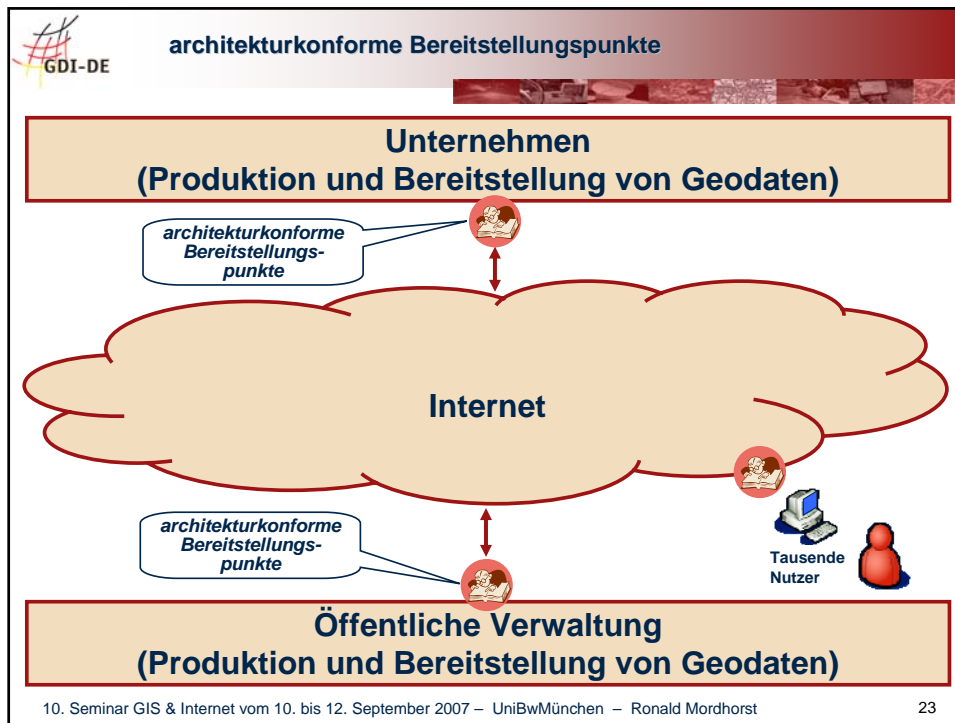 GDI-DE
architekturkonforme Bereitstellungspunkte
Unternehmen
(Produktion und Bereitstellung von Geodaten)
architekturkonforme
Bereitstellungs-
punkte
Internet
architekturkonforme
Bereitstellungs-
punkte
Tausende
Nutzer
Öffentliche Verwaltung
(Produktion und Bereitstellung von Geodaten)
10. Seminar GIS & Internet vom 10. bis 12. September 2007 – UniBwMünchen – Ronald Mordhorst 23